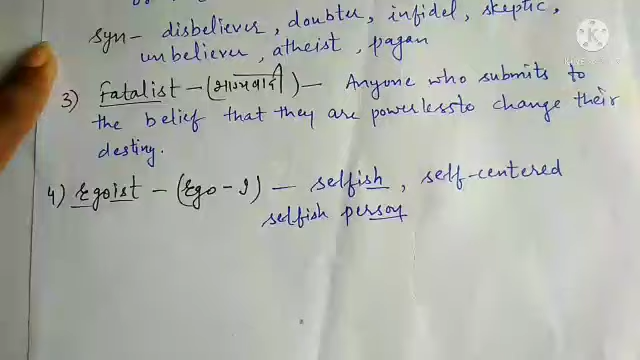 Syn- disbeliever, doubter, infidel, skeptic,
unbeliever, atheist, pagan
3) Fatalist - (भाग्यवादी) - Anyone who submits to
the belief that they are powerless to change their
destiny.
4) Egoist - (Ego - I) - selfish, self-centered
selfish person